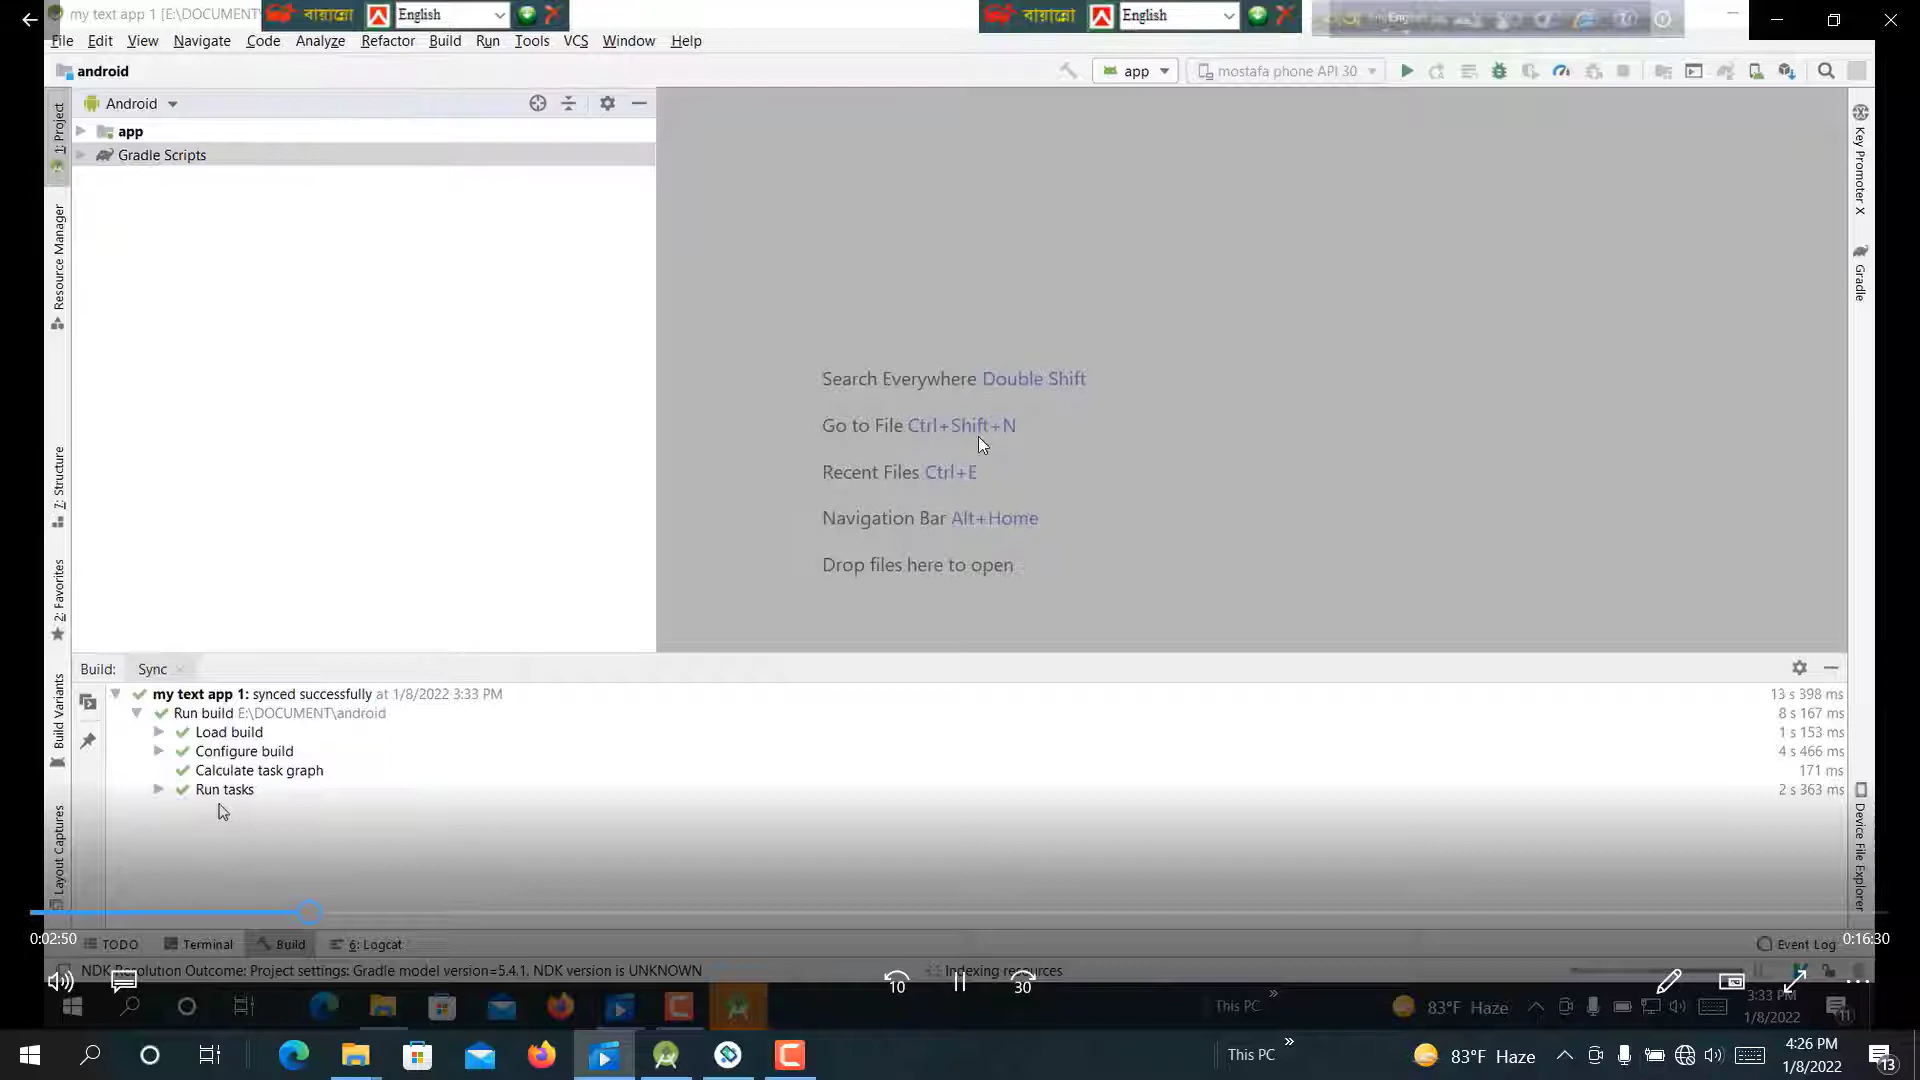 my text app 1 [E:\DOCUMENT
বায়ান্নো English
বায়ান্নো English
File Edit View Navigate Code Analyze Refactor Build Run Tools VCS Window Help
android
app
mostafa phone API 30
Android
app
Gradle Scripts
1: Project
Resource Manager
7: Structure
2: Favorites
Build Variants
Layout Captures
Key Promoter X
Gradle
Device File Explorer
Search Everywhere Double Shift
Go to File Ctrl+Shift+N
Recent Files Ctrl+E
Navigation Bar Alt+Home
Drop files here to open
Build: Sync
my text app 1: synced successfully at 1/8/2022 3:33 PM 13 s 398 ms
Run build E:\DOCUMENT\android 8 s 167 ms
Load build 1 s 153 ms
Configure build 4 s 466 ms
Calculate task graph 171 ms
Run tasks 2 s 363 ms
0:02:50
0:16:30
TODO Terminal Build 6: Logcat Event Log
NDK Resolution Outcome: Project settings: Gradle model version=5.4.1, NDK version is UNKNOWN
Indexing resources
10
30
This PC
83°F Haze
3:33 PM
1/8/2022
11
This PC
83°F Haze
4:26 PM
1/8/2022
13